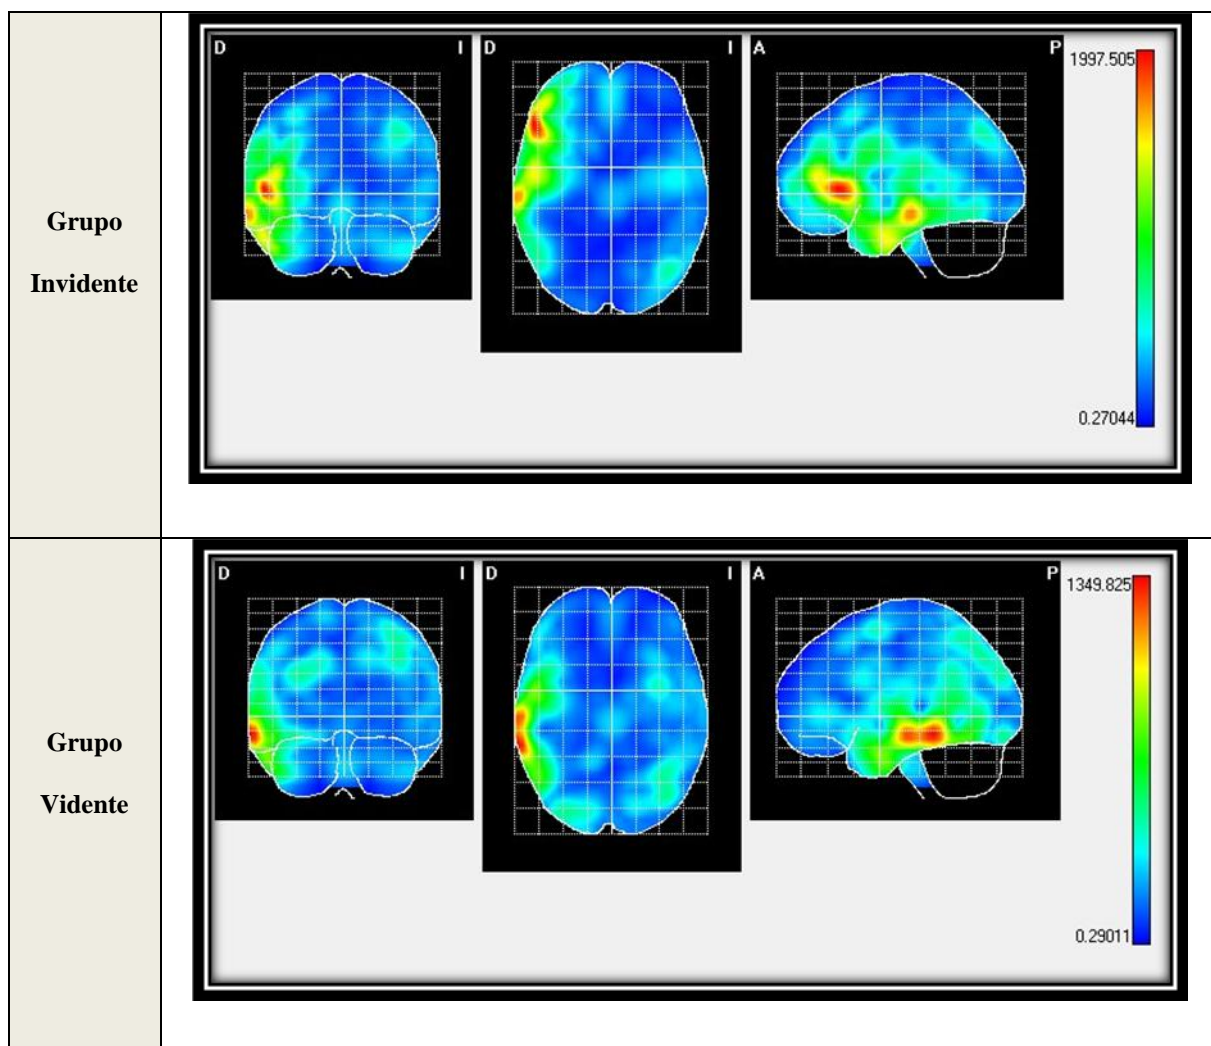 Grupo
Invidente
D I
D I
A P
1997.505
0.27044
Grupo
Vidente
D I
D I
A P
1349.825
0.29011